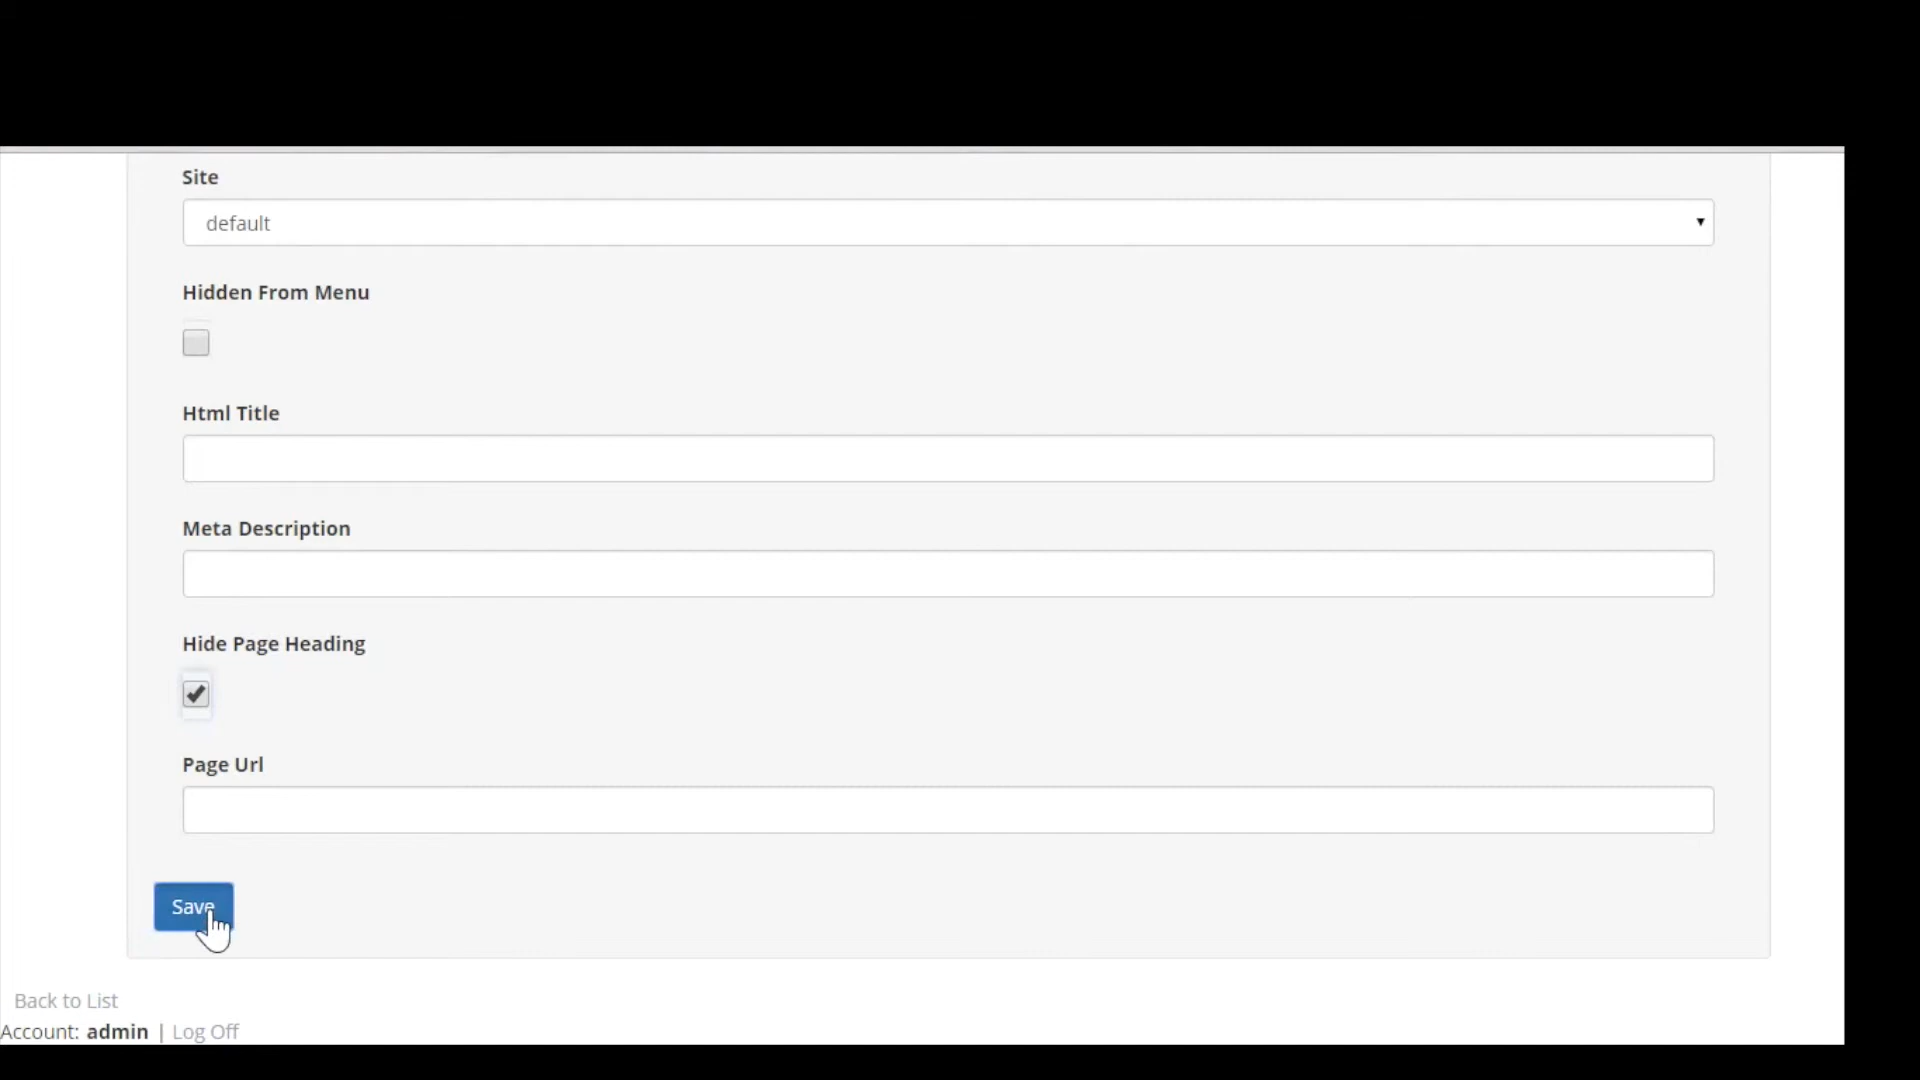 Site
default
Hidden From Menu
Html Title
Meta Description
Hide Page Heading
Page Url
Save
Back to List
Account: admin | Log Off